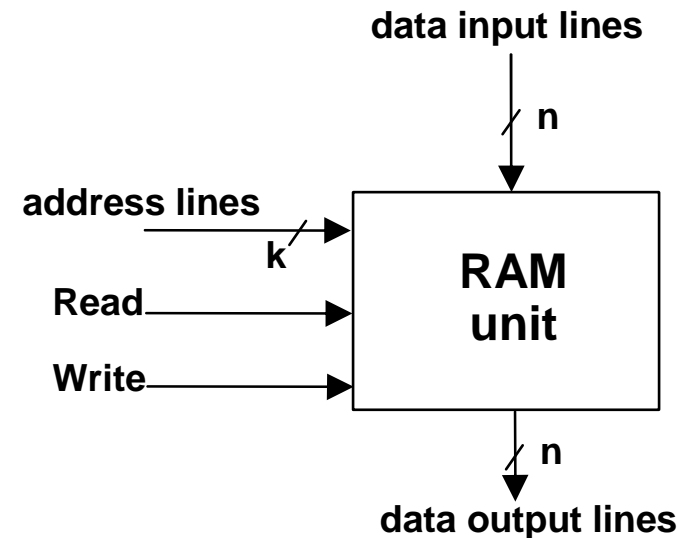 data input lines
n
address lines
k
RAM
unit
Read
Write
n
data output lines